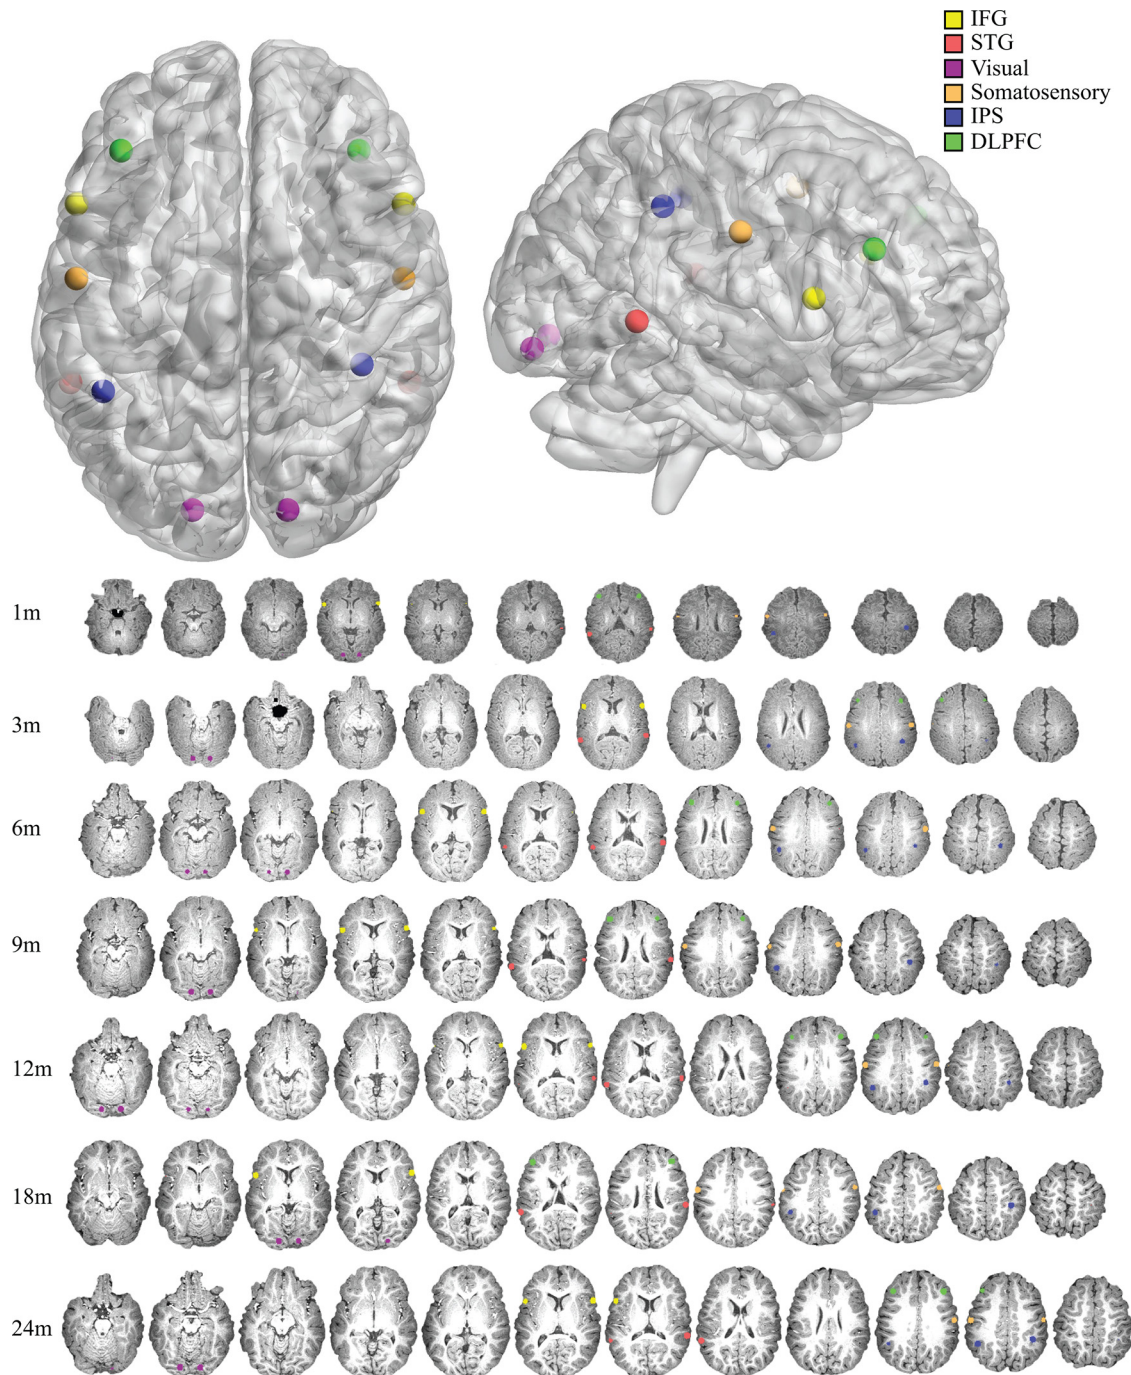 IFG
STG
Visual
Somatosensory
IPS
DLPFC
1m
3m
6m
9m
12m
18m
24m